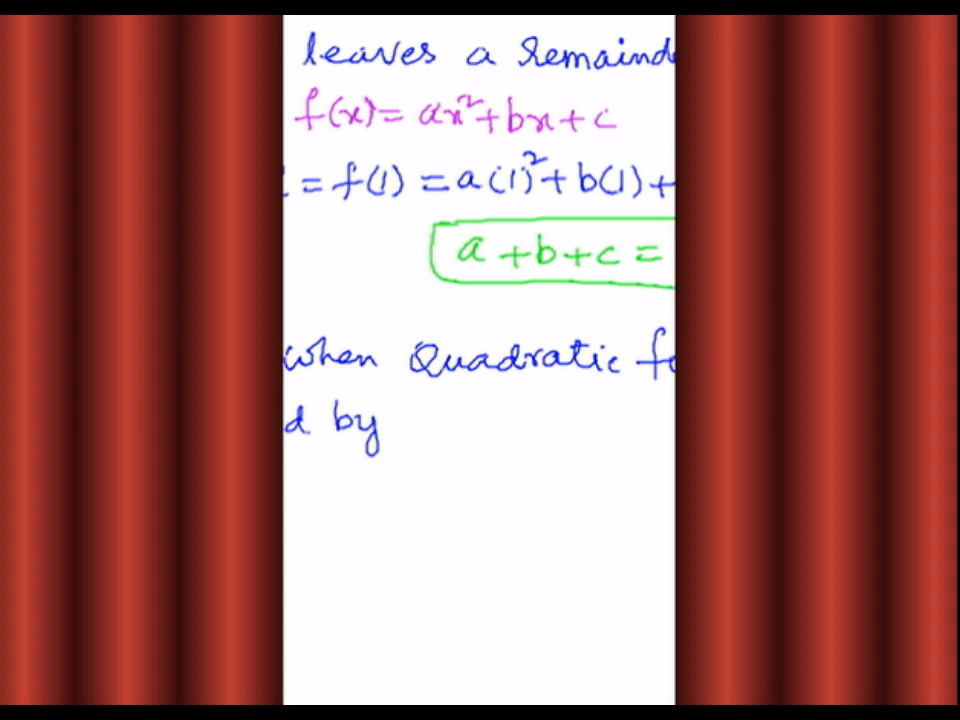 leaves a remainde
f(x) = ax²+bx+c
= f(1) = a(1)²+b(1)+
a+b+c =
when Quadratic f
d by